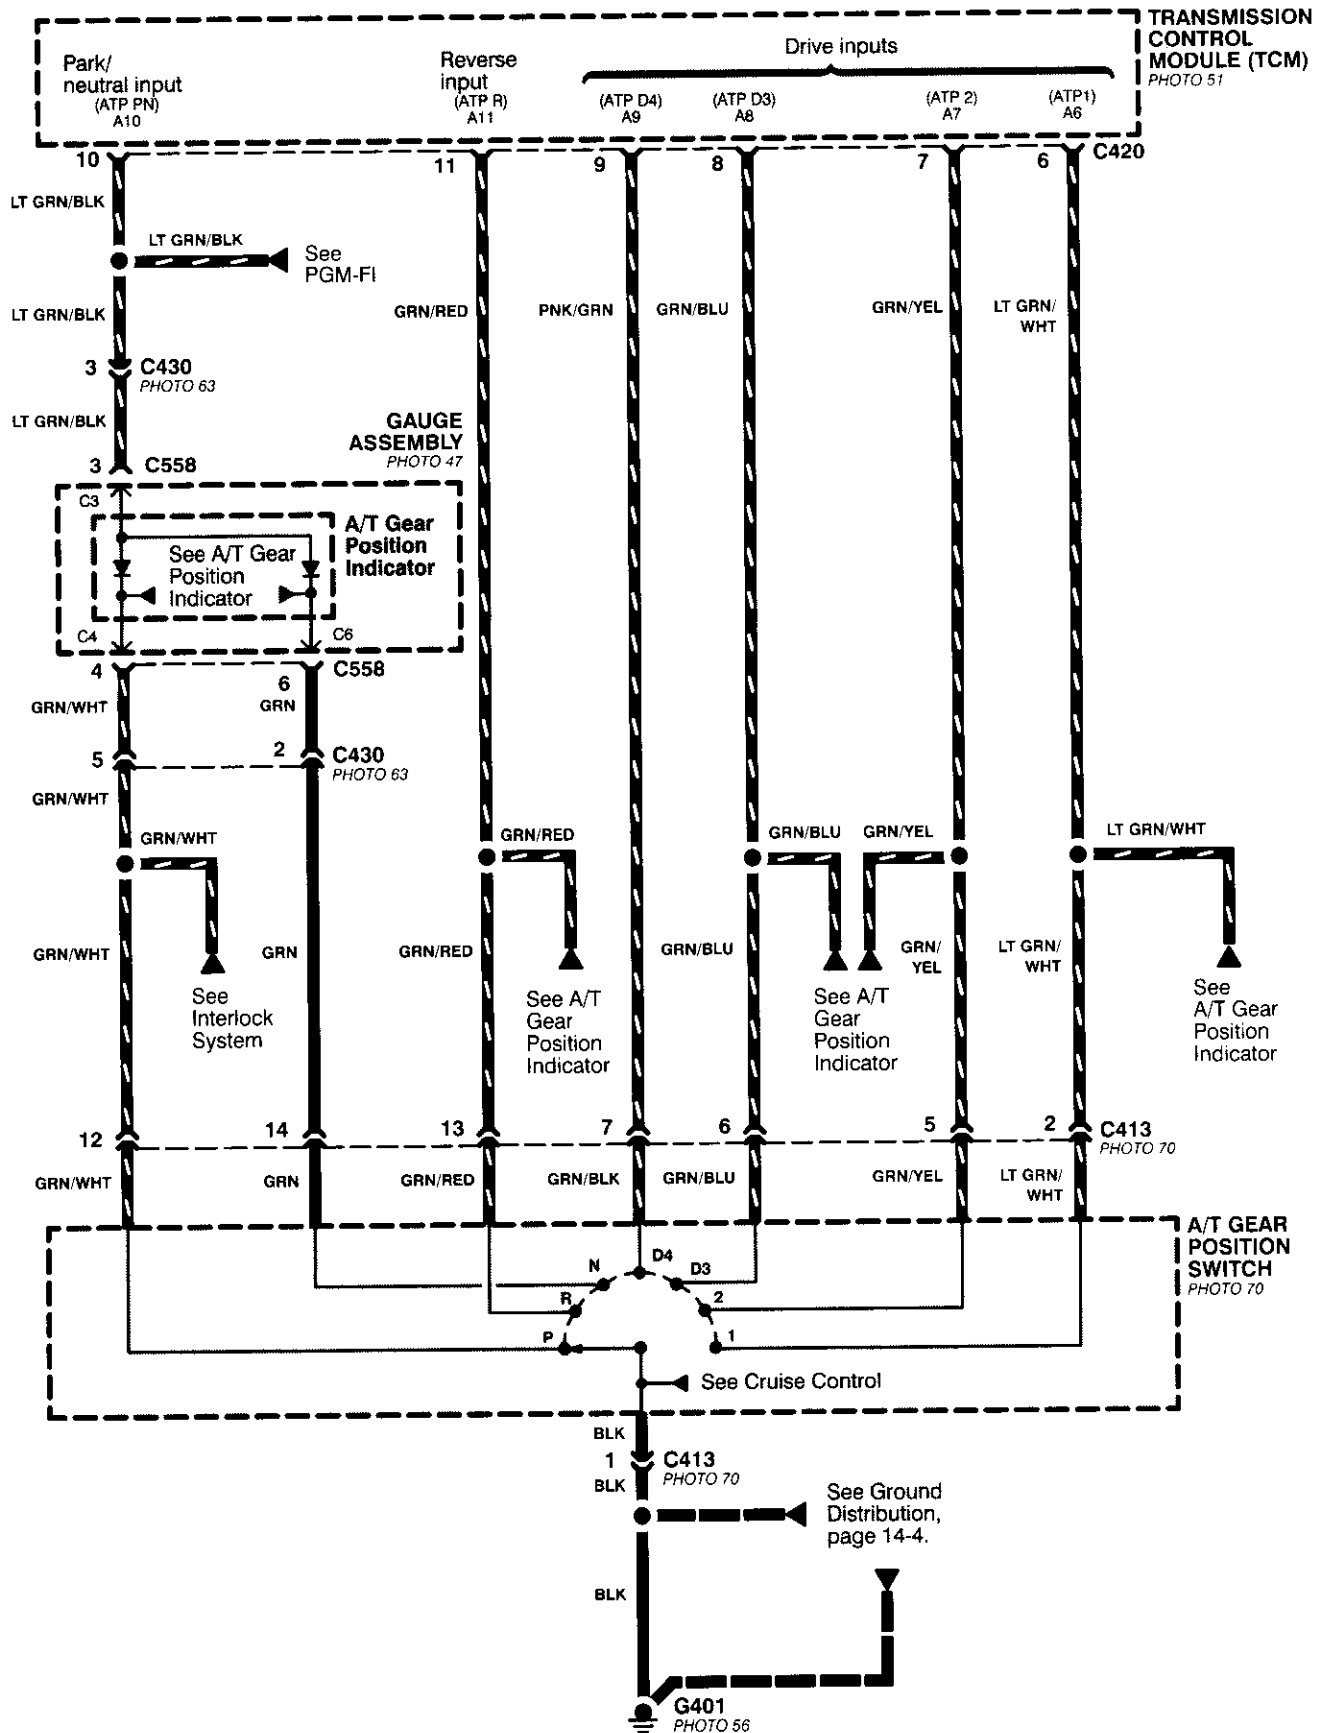 TRANSMISSION
CONTROL
MODULE (TCM)
PHOTO 51
Park/
neutral input
(ATP PN)
A10
Reverse
input
(ATP R)
A11
Drive inputs
(ATP D4)
A9
(ATP D3)
A8
(ATP 2)
A7
(ATP1)
A6
10
11
9
8
7
6
C420
LT GRN/BLK
LT GRN/BLK
See
PGM-FI
LT GRN/BLK
GRN/RED
PNK/GRN
GRN/BLU
GRN/YEL
LT GRN/
WHT
3
C430
PHOTO 63
LT GRN/BLK
GAUGE
ASSEMBLY
PHOTO 47
3
C558
C3
A/T Gear
Position
Indicator
See A/T Gear
Position
Indicator
C4
C6
4
6
C558
GRN/WHT
GRN
5
2
C430
PHOTO 63
GRN/WHT
GRN/WHT
GRN/RED
GRN/BLU
GRN/YEL
LT GRN/WHT
GRN/WHT
GRN
GRN/RED
GRN/BLU
GRN/
YEL
LT GRN/
WHT
See
Interlock
System
See A/T
Gear
Position
Indicator
See A/T
Gear
Position
Indicator
See
A/T Gear
Position
Indicator
12
14
13
7
6
5
2
C413
PHOTO 70
GRN/WHT
GRN
GRN/RED
GRN/BLK
GRN/BLU
GRN/YEL
LT GRN/
WHT
A/T GEAR
POSITION
SWITCH
PHOTO 70
N
D4
D3
R
2
P
1
See Cruise Control
BLK
1
C413
PHOTO 70
BLK
See Ground
Distribution,
page 14-4.
BLK
G401
PHOTO 56